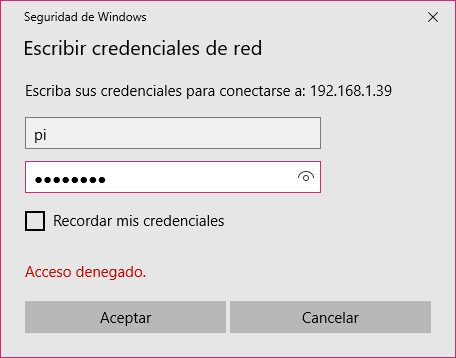 Seguridad de Windows
Escribir credenciales de red
Escriba sus credenciales para conectarse a: 192.168.1.39
pi
●●●●●●●●
Recordar mis credenciales
Acceso denegado.
Aceptar
Cancelar